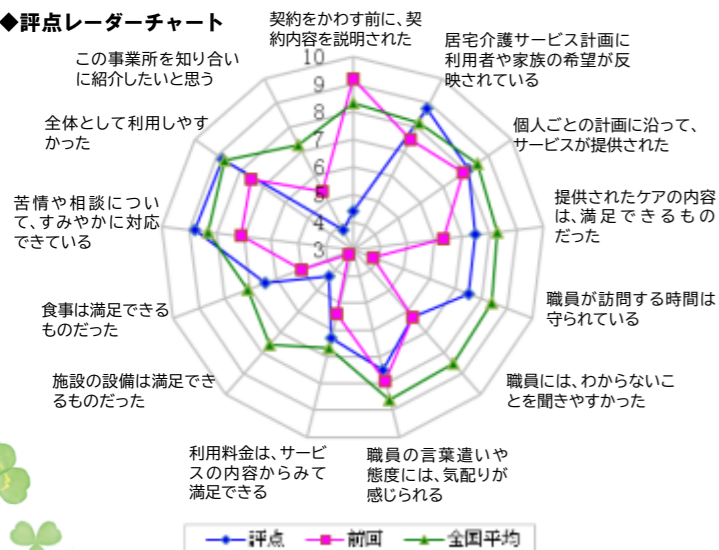 ◆評点レーダーチャート
契約をかわす前に、契
約内容を説明された
居宅介護サービス計画に
利用者や家族の希望が反
映されている
個人ごとの計画に沿って、
サービスが提供された
提供されたケアの内容
は、満足できるもの
だった
職員が訪問する時間は
守られている
職員には、わからないこ
とを聞きやすかった
職員の言葉遣いや
態度には、気配りが
感じられる
利用料金は、サービ
スの内容からみて
満足できる
施設の設備は満足でき
るものだった
食事は満足できる
ものだった
苦情や相談につい
て、すみやかに対応
できている
全体として利用しやす
かった
この事業所を知り合い
に紹介したいと思う
10
9
8
7
6
5
4
3
評点 前回 全国平均